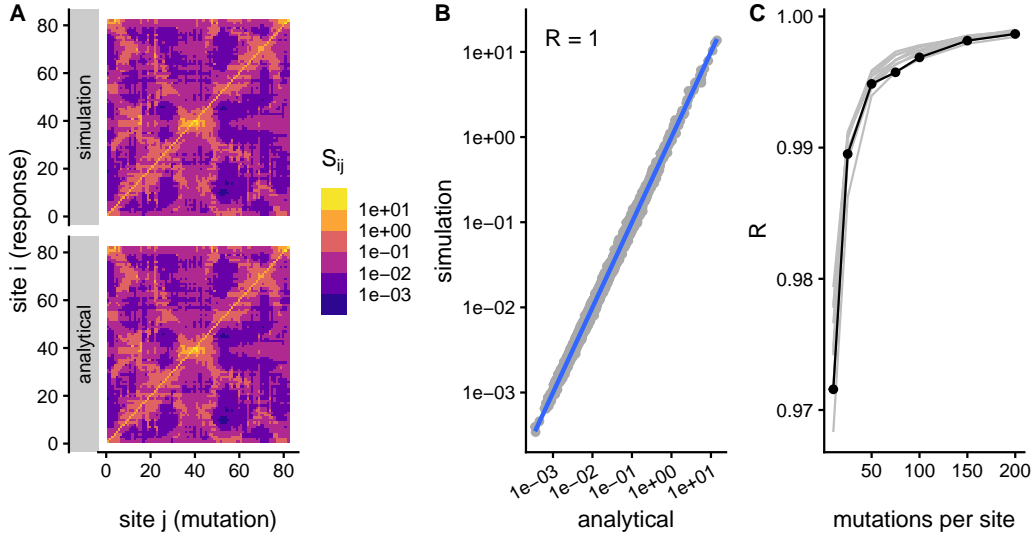 A
site i (response)
simulation
80
60
40
20
0
analytical
80
60
40
20
0
0 20 40 60 80
site j (mutation)
S_ij
1e+01
1e+00
1e−01
1e−02
1e−03
B
R = 1
simulation
1e+01
1e+00
1e−01
1e−02
1e−03
1e−03 1e−02 1e−01 1e+00 1e+01
analytical
C
R
1.00
0.99
0.98
0.97
50 100 150 200
mutations per site